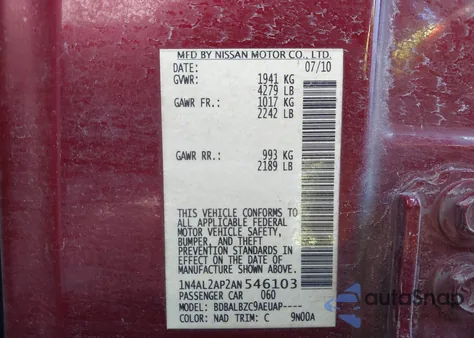 MFD BY NISSAN MOTOR CO., LTD.
DATE: 07/10
GVWR: 1941 KG
4279 LB
GAWR FR.: 1017 KG
2242 LB
GAWR RR.: 993 KG
2189 LB
THIS VEHICLE CONFORMS TO
ALL APPLICABLE FEDERAL
MOTOR VEHICLE SAFETY,
BUMPER, AND THEFT
PREVENTION STANDARDS IN
EFFECT ON THE DATE OF
MANUFACTURE SHOWN ABOVE.
1N4AL2AP2AN546103
PASSENGER CAR 060
MODEL: BDBALBZC9AEUAP----
COLOR: NAD TRIM: C 9N00A
autoSnap